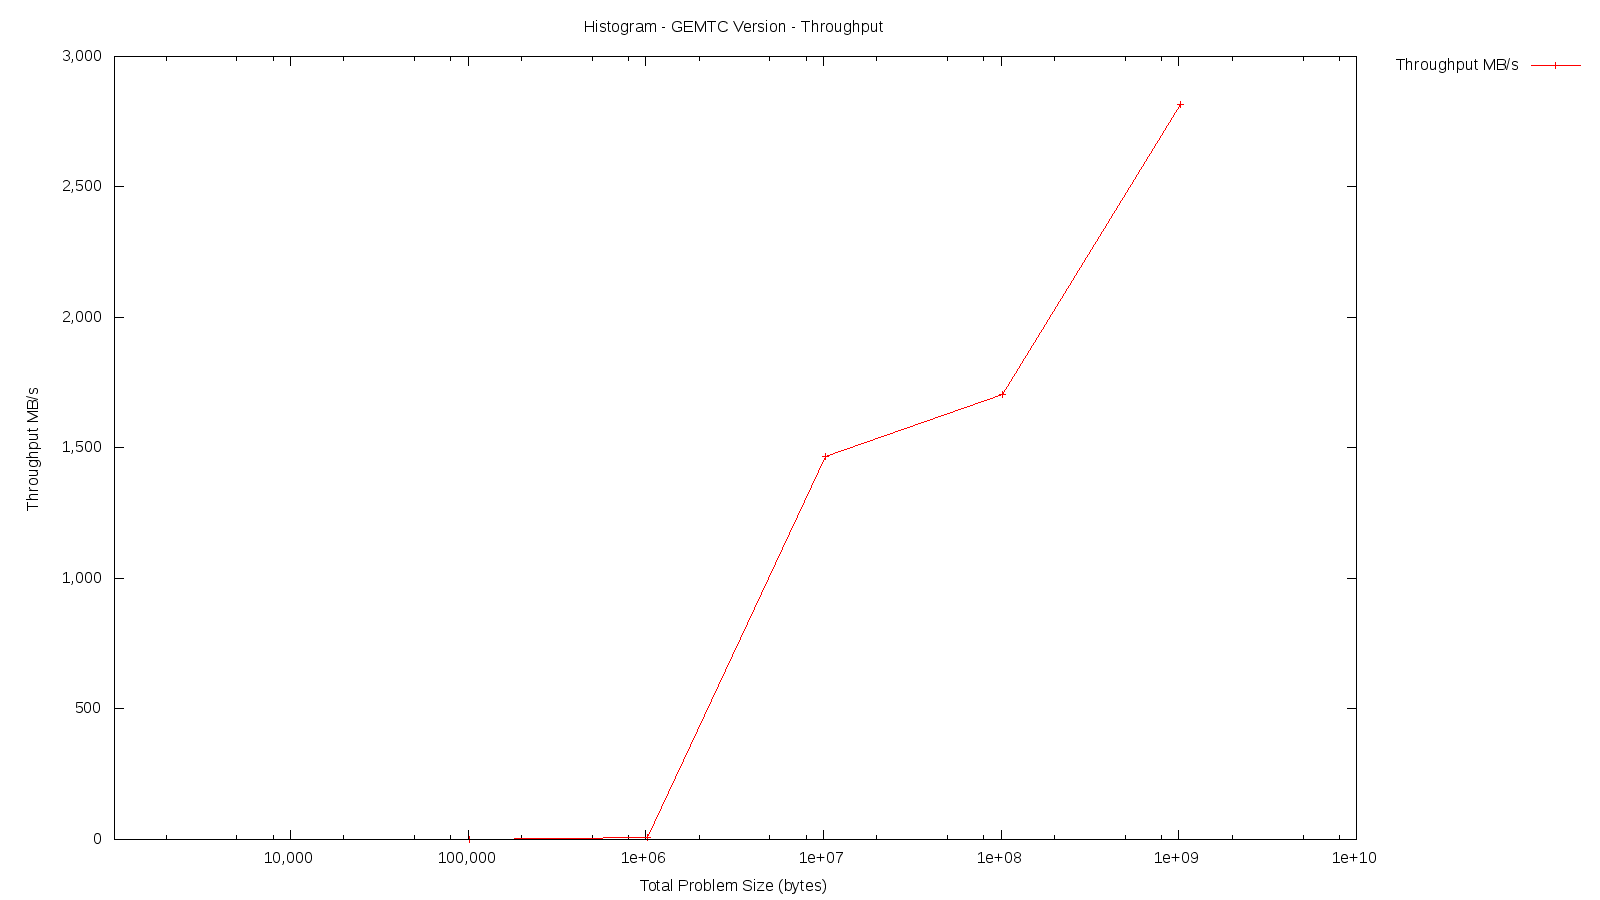 Histogram - GEMTC Version - Throughput
Throughput MB/s
3,000
2,500
2,000
1,500
1,000
500
0
Throughput MB/s
10,000 100,000 1e+06 1e+07 1e+08 1e+09 1e+10
Total Problem Size (bytes)